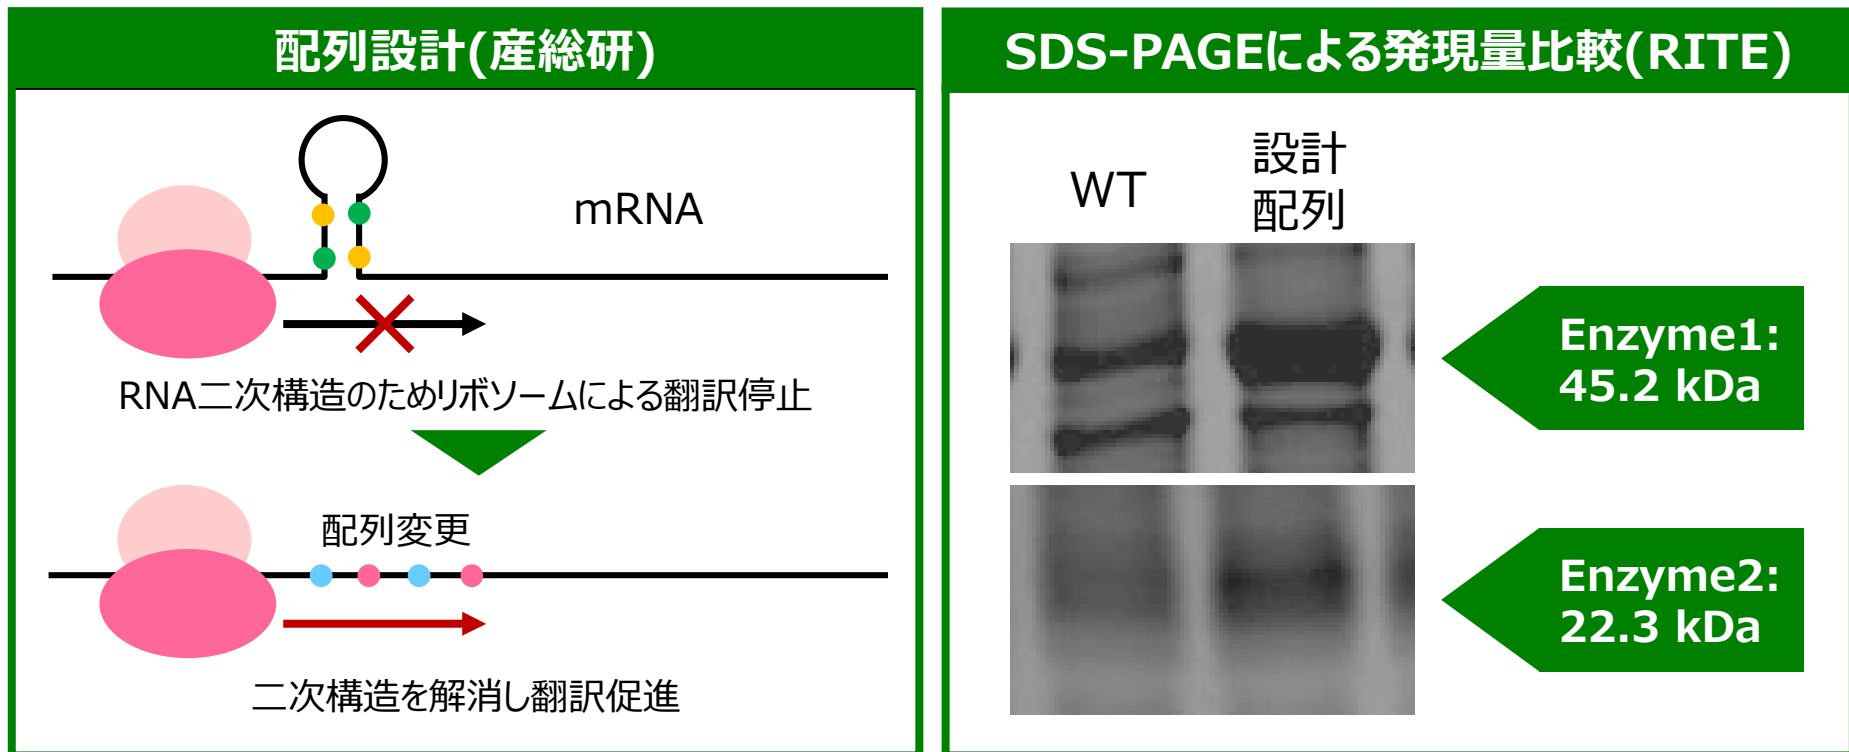 配列設計(産総研)
mRNA
RNA二次構造のためリボソームによる翻訳停止
配列変更
二次構造を解消し翻訳促進
SDS-PAGEによる発現量比較(RITE)
WT
設計
配列
Enzyme1:
45.2 kDa
Enzyme2:
22.3 kDa